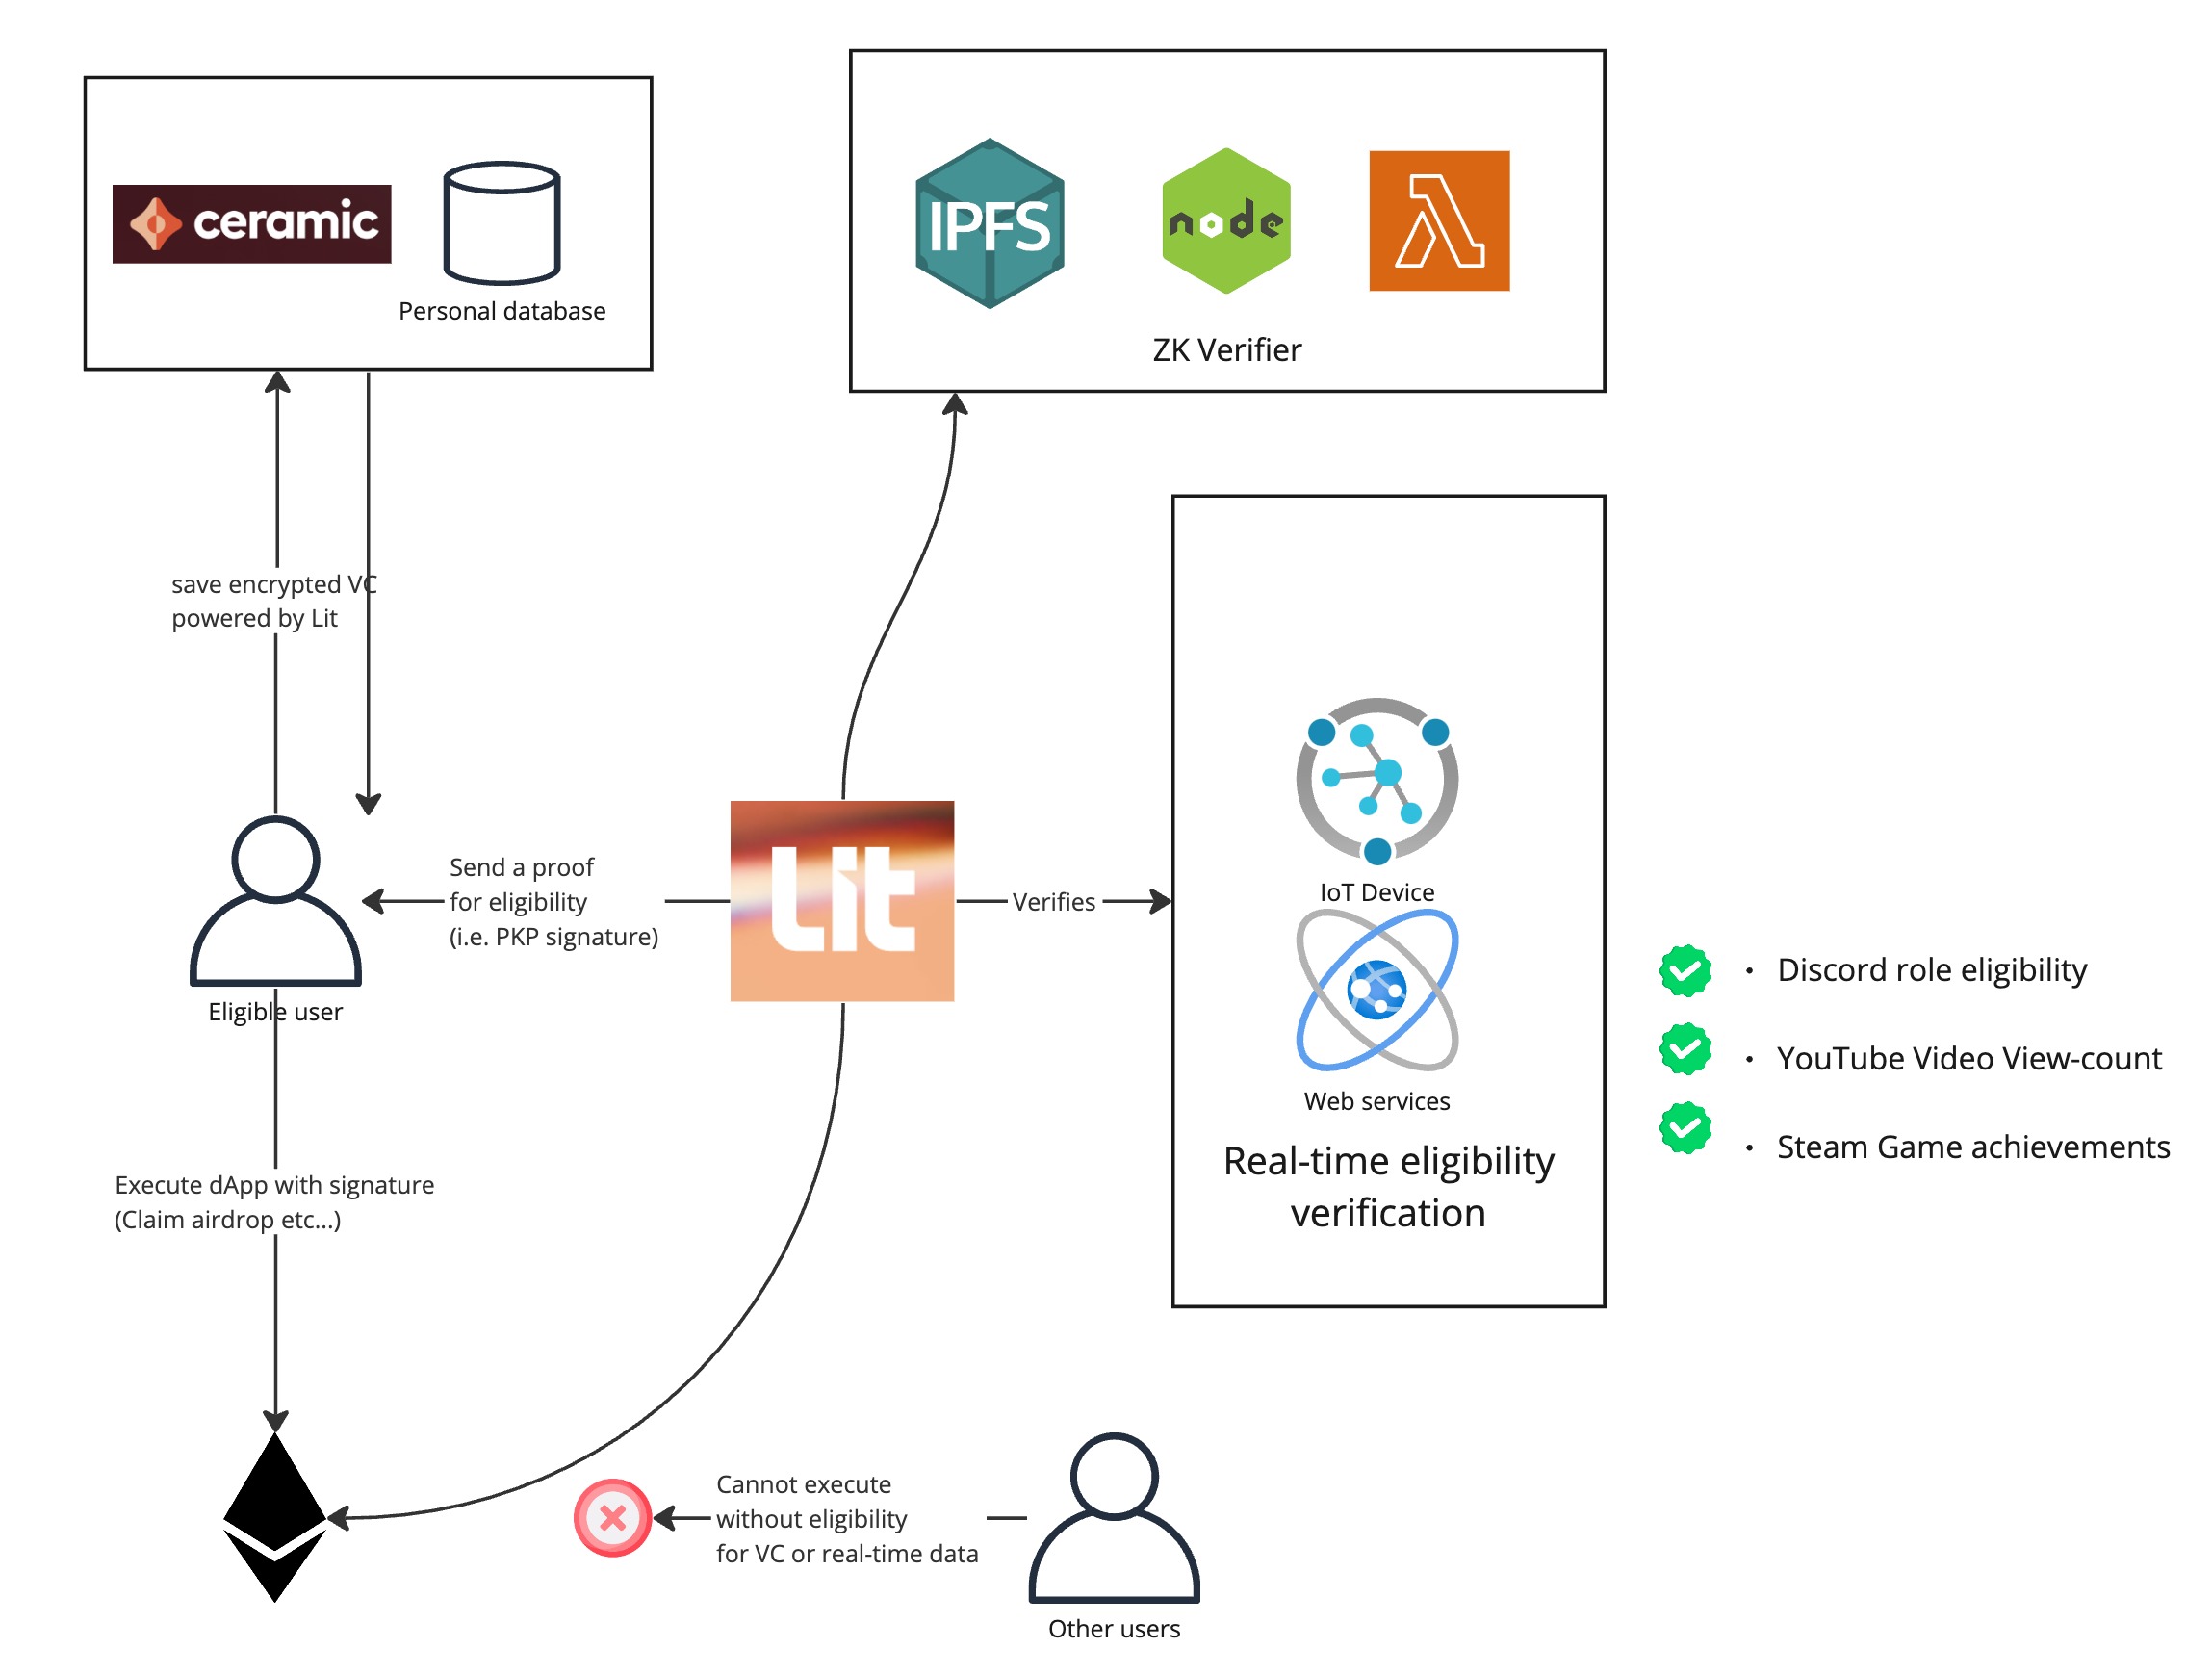 ceramic
Personal database
IPFS
node
ZK Verifier
save encrypted VC
powered by Lit
Send a proof
for eligibility
(i.e. PKP signature)
Lit
Verifies
IoT Device
Eligible user
Web services
Real-time eligibility
verification
Discord role eligibility
YouTube Video View-count
Steam Game achievements
Execute dApp with signature
(Claim airdrop etc...)
Cannot execute
without eligibility
for VC or real-time data
Other users